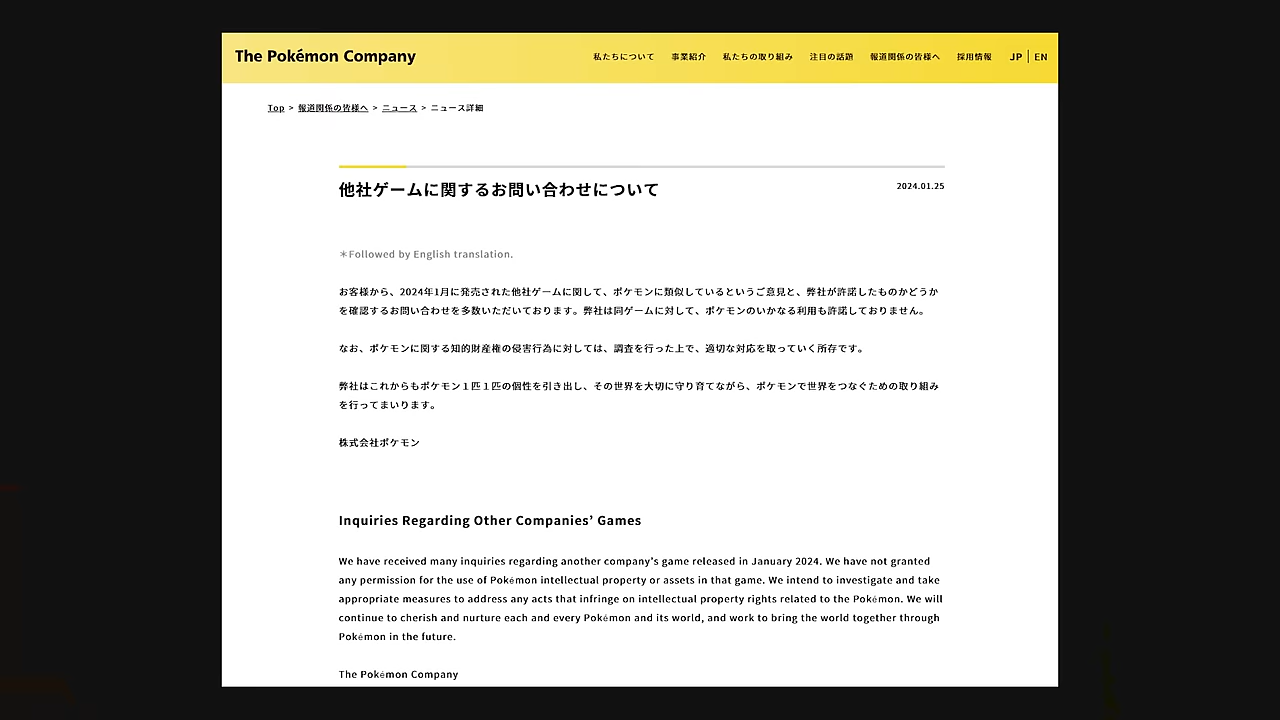 The Pokémon Company
私たちについて 事業紹介 私たちの取り組み 注目の話題 報道関係の皆様へ 採用情報 JP | EN
Top > 報道関係の皆様へ > ニュース > ニュース詳細
他社ゲームに関するお問い合わせについて
2024.01.25
＊Followed by English translation.
お客様から、2024年1月に発売された他社ゲームに関して、ポケモンに類似しているというご意見と、弊社が許諾したものかどうか
を確認するお問い合わせを多数いただいております。弊社は同ゲームに対して、ポケモンのいかなる利用も許諾しておりません。
なお、ポケモンに関する知的財産権の侵害行為に対しては、調査を行った上で、適切な対応を取っていく所存です。
弊社はこれからもポケモン１匹１匹の個性を引き出し、その世界を大切に守り育てながら、ポケモンで世界をつなぐための取り組み
を行ってまいります。
株式会社ポケモン
Inquiries Regarding Other Companies’ Games
We have received many inquiries regarding another company’s game released in January 2024. We have not granted
any permission for the use of Pokémon intellectual property or assets in that game. We intend to investigate and take
appropriate measures to address any acts that infringe on intellectual property rights related to the Pokémon. We will
continue to cherish and nurture each and every Pokémon and its world, and work to bring the world together through
Pokémon in the future.
The Pokémon Company